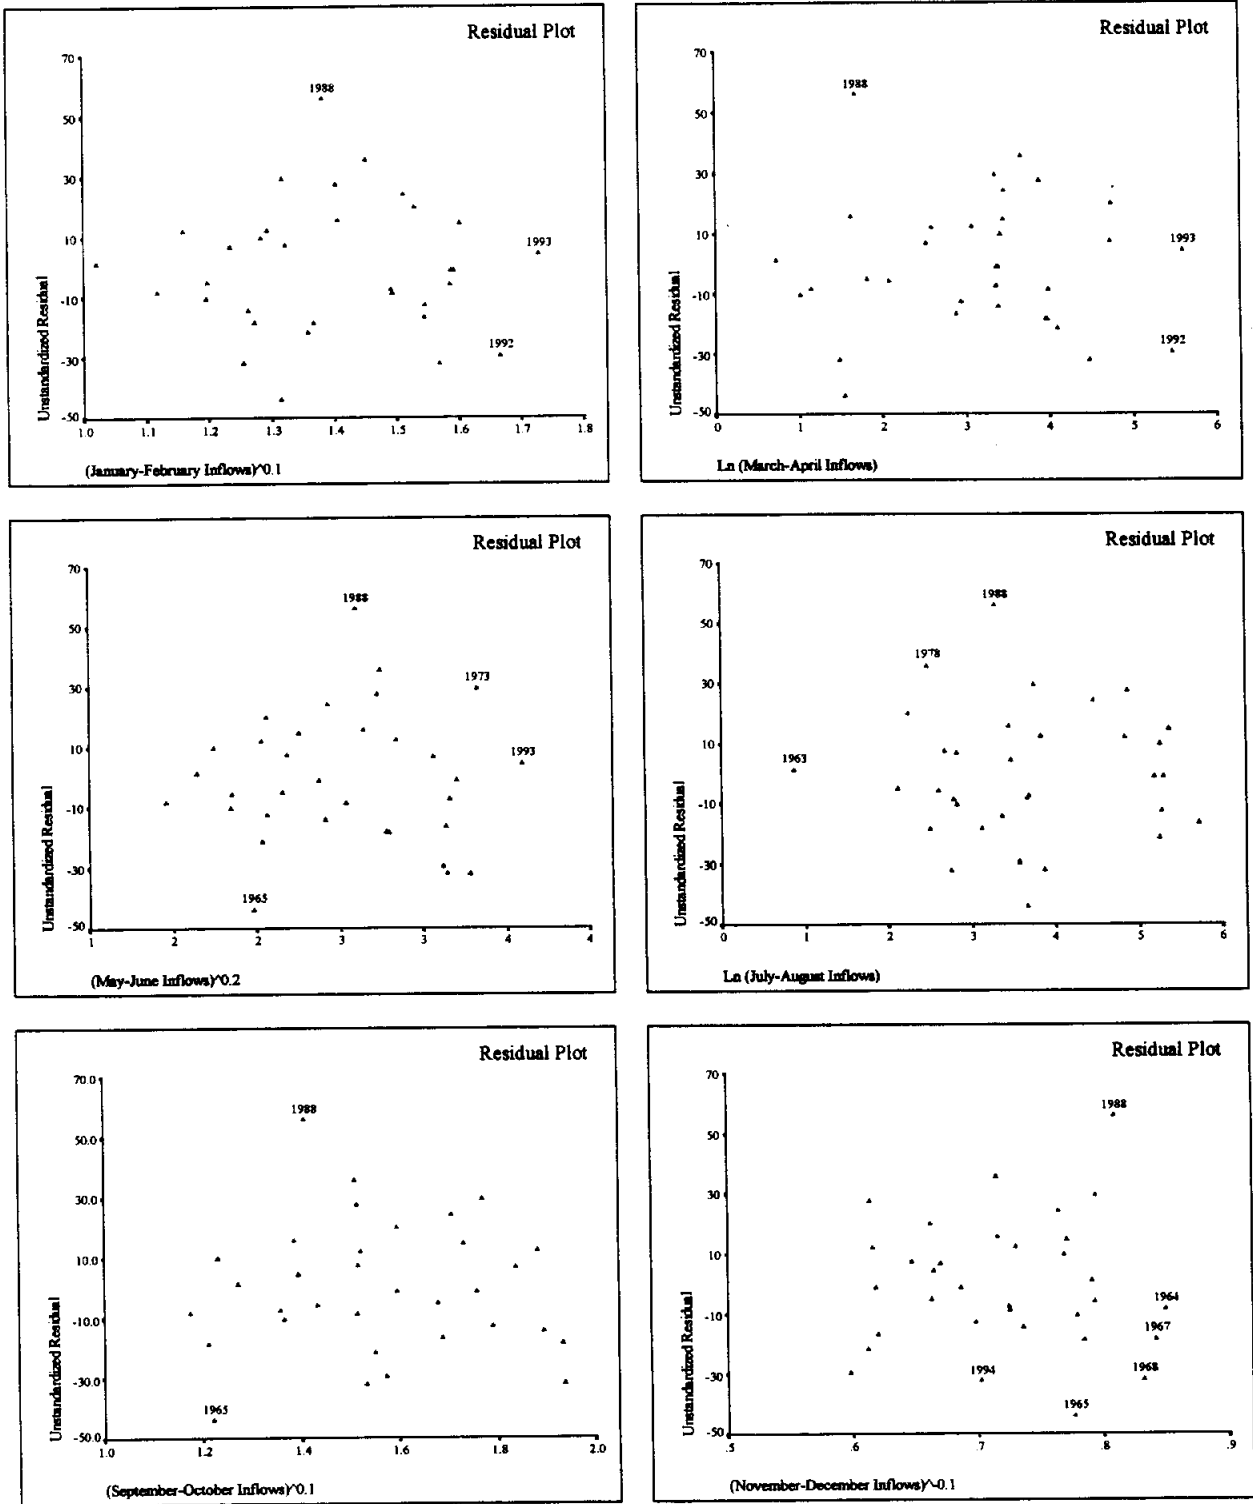 Residual Plot
70
50
30
10
-10
-30
-50
Unstandardized Residual
1988
1993
1992
1.0 1.1 1.2 1.3 1.4 1.5 1.6 1.7 1.8
(January-February Inflows)^0.1
Residual Plot
70
50
30
10
-10
-30
-50
Unstandardized Residual
1988
1993
1992
0 1 2 3 4 5 6
Ln (March-April Inflows)
Residual Plot
70
50
30
10
-10
-30
-50
Unstandardized Residual
1988
1973
1993
1965
1 2 2 3 3 4 4
(May-June Inflows)^0.2
Residual Plot
70
50
30
10
-10
-30
-50
Unstandardized Residual
1988
1978
1963
0 2 2 3 4 5 6
Ln (July-August Inflows)
Residual Plot
70.0
50.0
30.0
10.0
-10.0
-30.0
-50.0
Unstandardized Residual
1988
1965
1.0 1.2 1.4 1.6 1.8 2.0
(September-October Inflows)^0.1
Residual Plot
70
50
30
10
-10
-30
-50
Unstandardized Residual
1988
1964
1967
1968
1994
1965
.5 .6 .7 .8 .9
(November-December Inflows)^-0.1